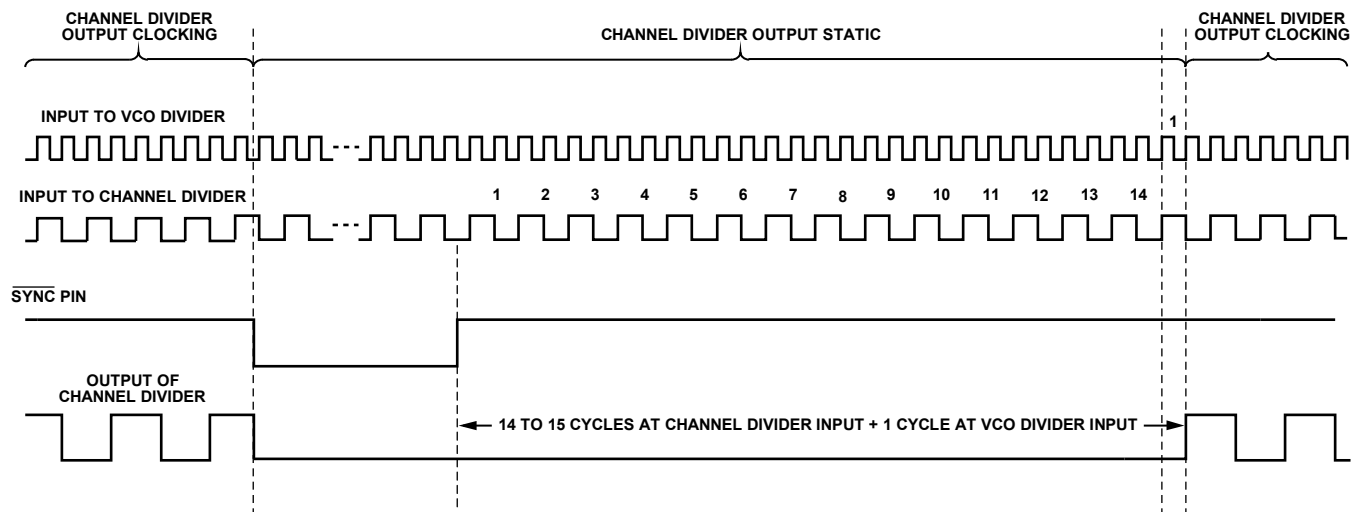 CHANNEL DIVIDER
OUTPUT CLOCKING
CHANNEL DIVIDER OUTPUT STATIC
CHANNEL DIVIDER
OUTPUT CLOCKING
INPUT TO VCO DIVIDER
1
INPUT TO CHANNEL DIVIDER
1 2 3 4 5 6 7 8 9 10 11 12 13 14
SYNC PIN
OUTPUT OF
CHANNEL DIVIDER
14 TO 15 CYCLES AT CHANNEL DIVIDER INPUT + 1 CYCLE AT VCO DIVIDER INPUT